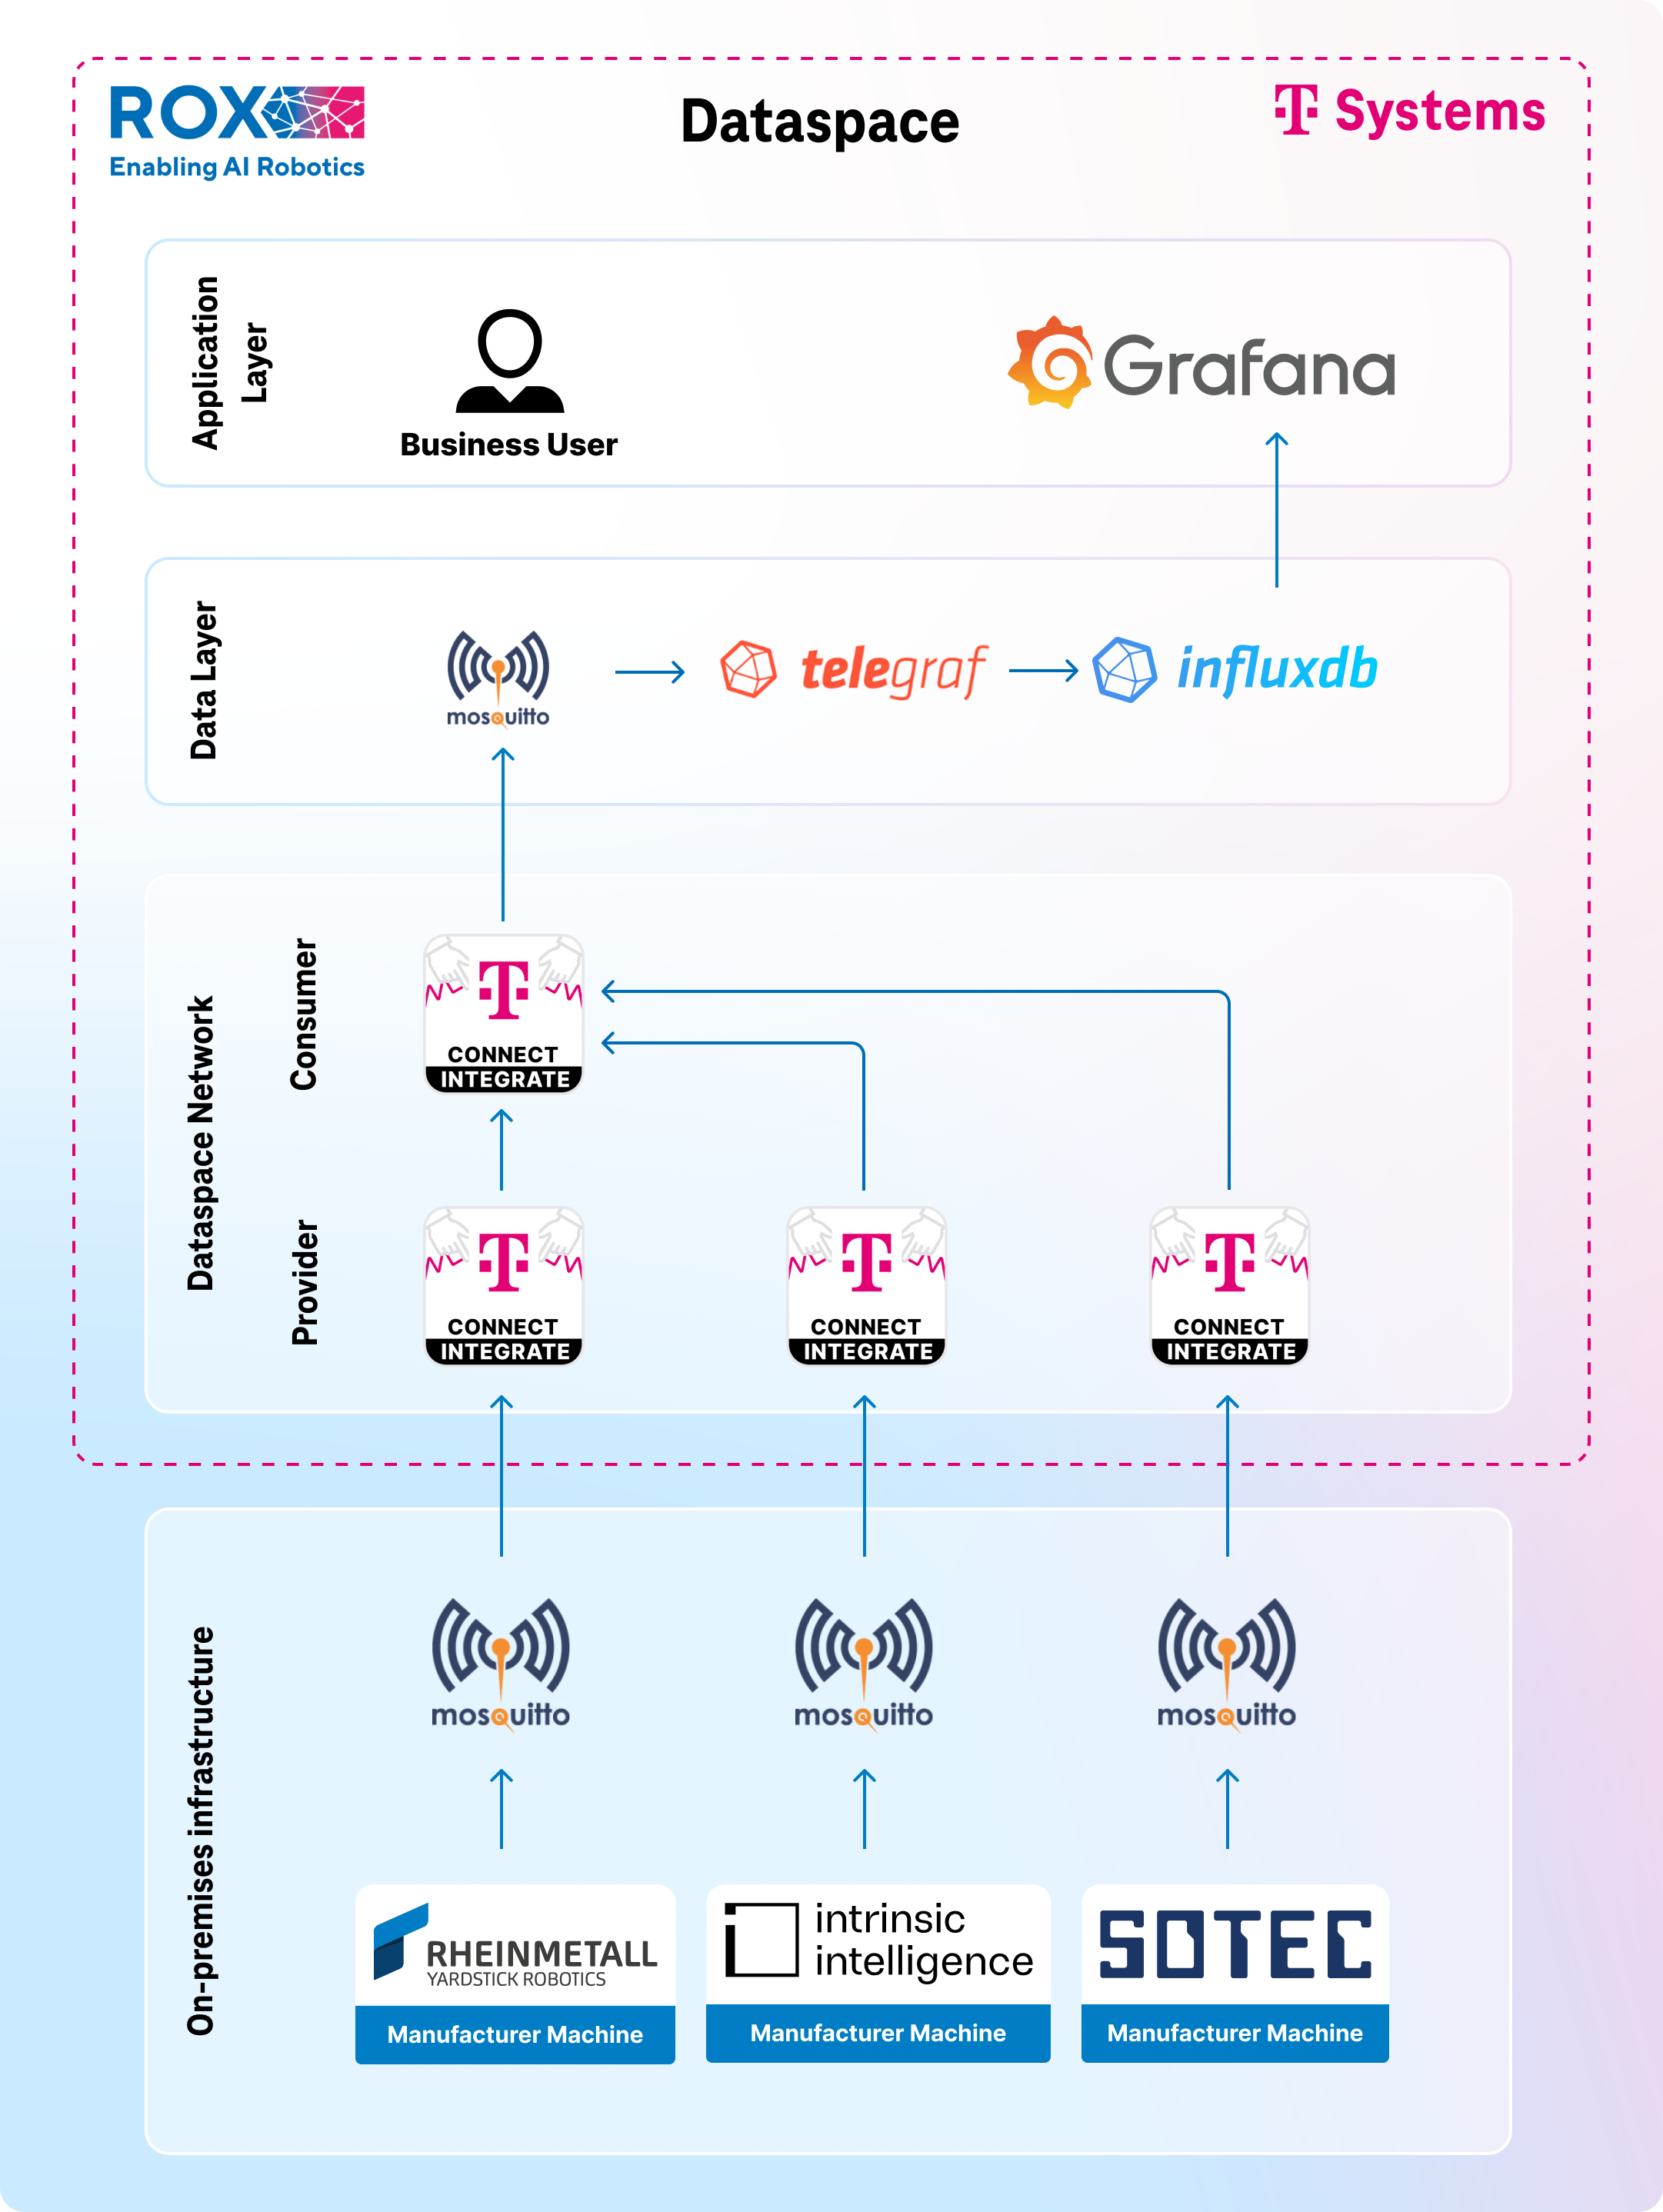 ROX
Enabling AI Robotics
Dataspace
T Systems
Application
Layer
Business User
Grafana
Data Layer
mosquitto
telegraf
influxdb
Dataspace Network
Consumer
T
CONNECT
INTEGRATE
Provider
T
CONNECT
INTEGRATE
T
CONNECT
INTEGRATE
T
CONNECT
INTEGRATE
On-premises infrastructure
mosquitto
mosquitto
mosquitto
RHEINMETALL
YARDSTICK ROBOTICS
Manufacturer Machine
intrinsic
intelligence
Manufacturer Machine
SOTEC
Manufacturer Machine